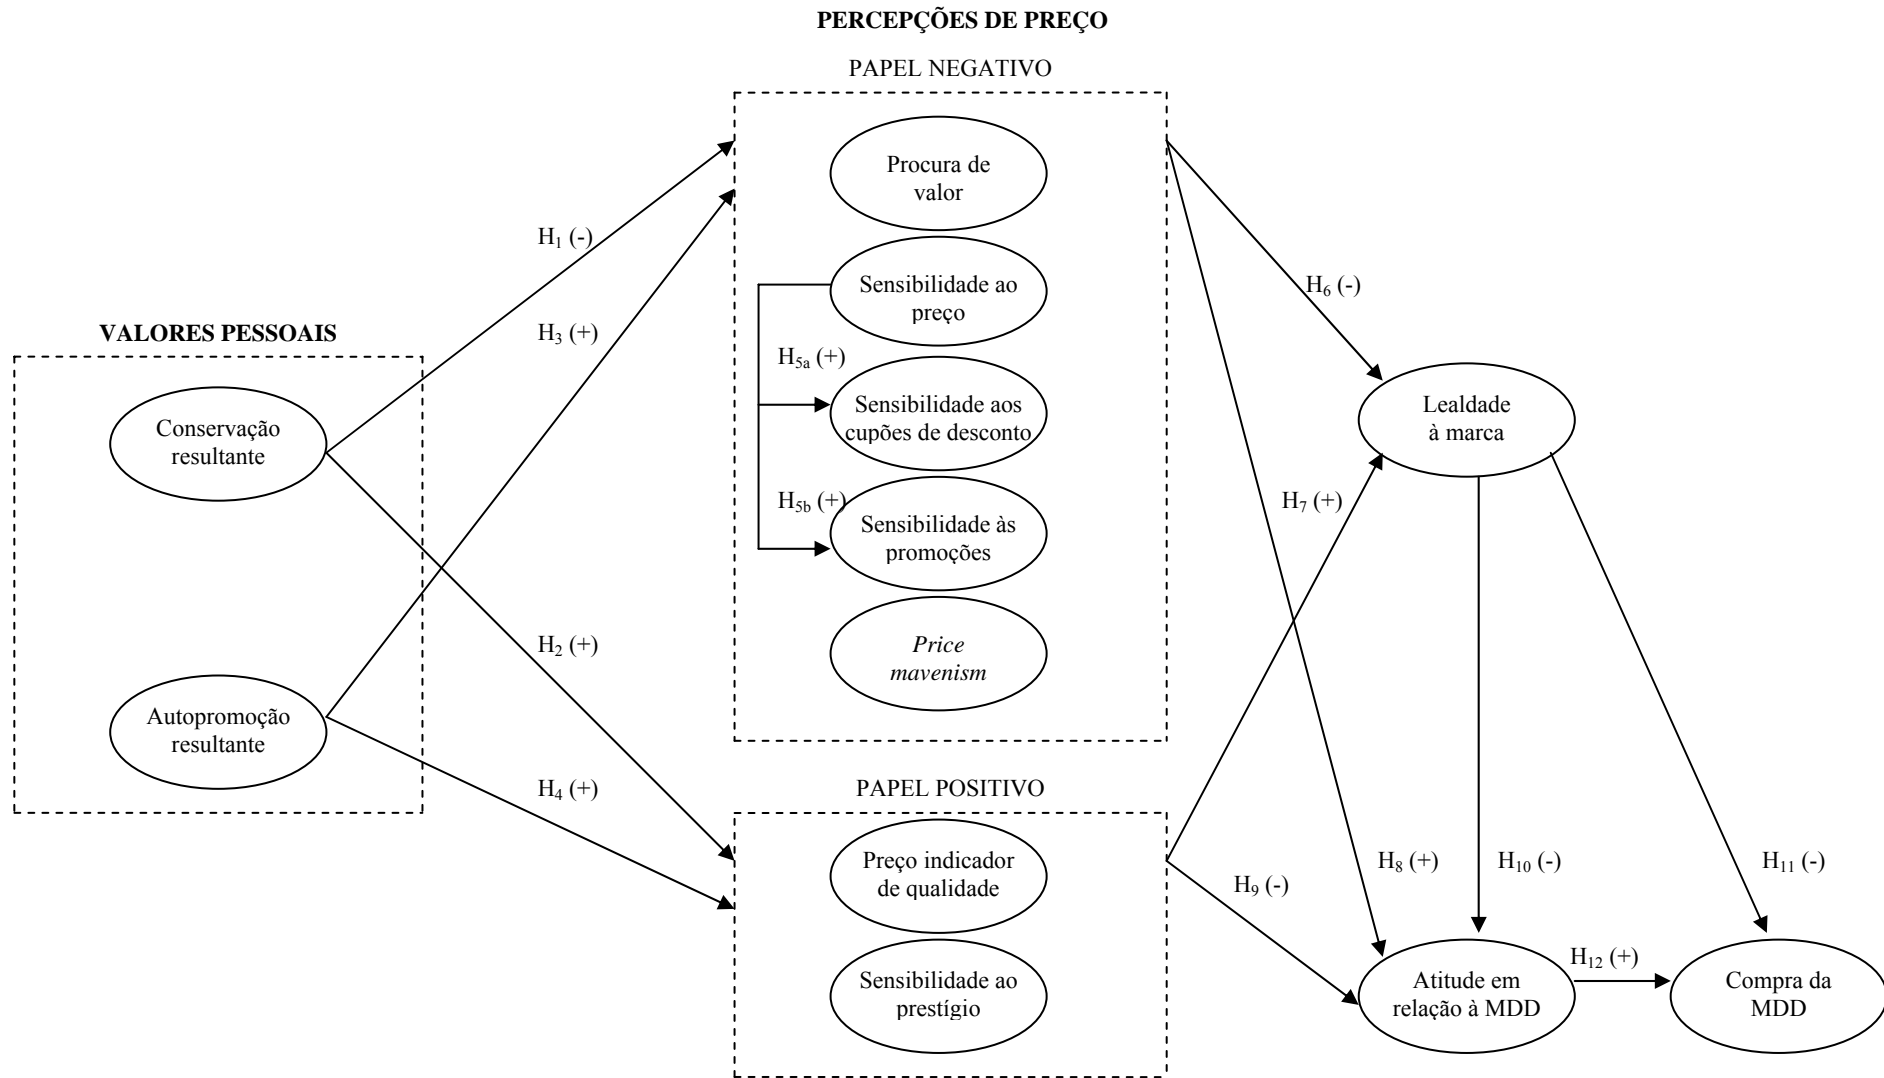 PERCEPÇÕES DE PREÇO
PAPEL NEGATIVO
Procura de
valor
H1 (-)
Sensibilidade ao
preço
H6 (-)
VALORES PESSOAIS
H3 (+)
H5a (+)
Conservação
resultante
Sensibilidade aos
cupões de desconto
Lealdade
à marca
H5b (+)
H7 (+)
Sensibilidade às
promoções
H2 (+)
Price
mavenism
Autopromoção
resultante
H4 (+)
PAPEL POSITIVO
Preço indicador
de qualidade
H9 (-)
H8 (+)
H10 (-)
H11 (-)
Sensibilidade ao
prestígio
Atitude em
relação à MDD
H12 (+)
Compra da
MDD